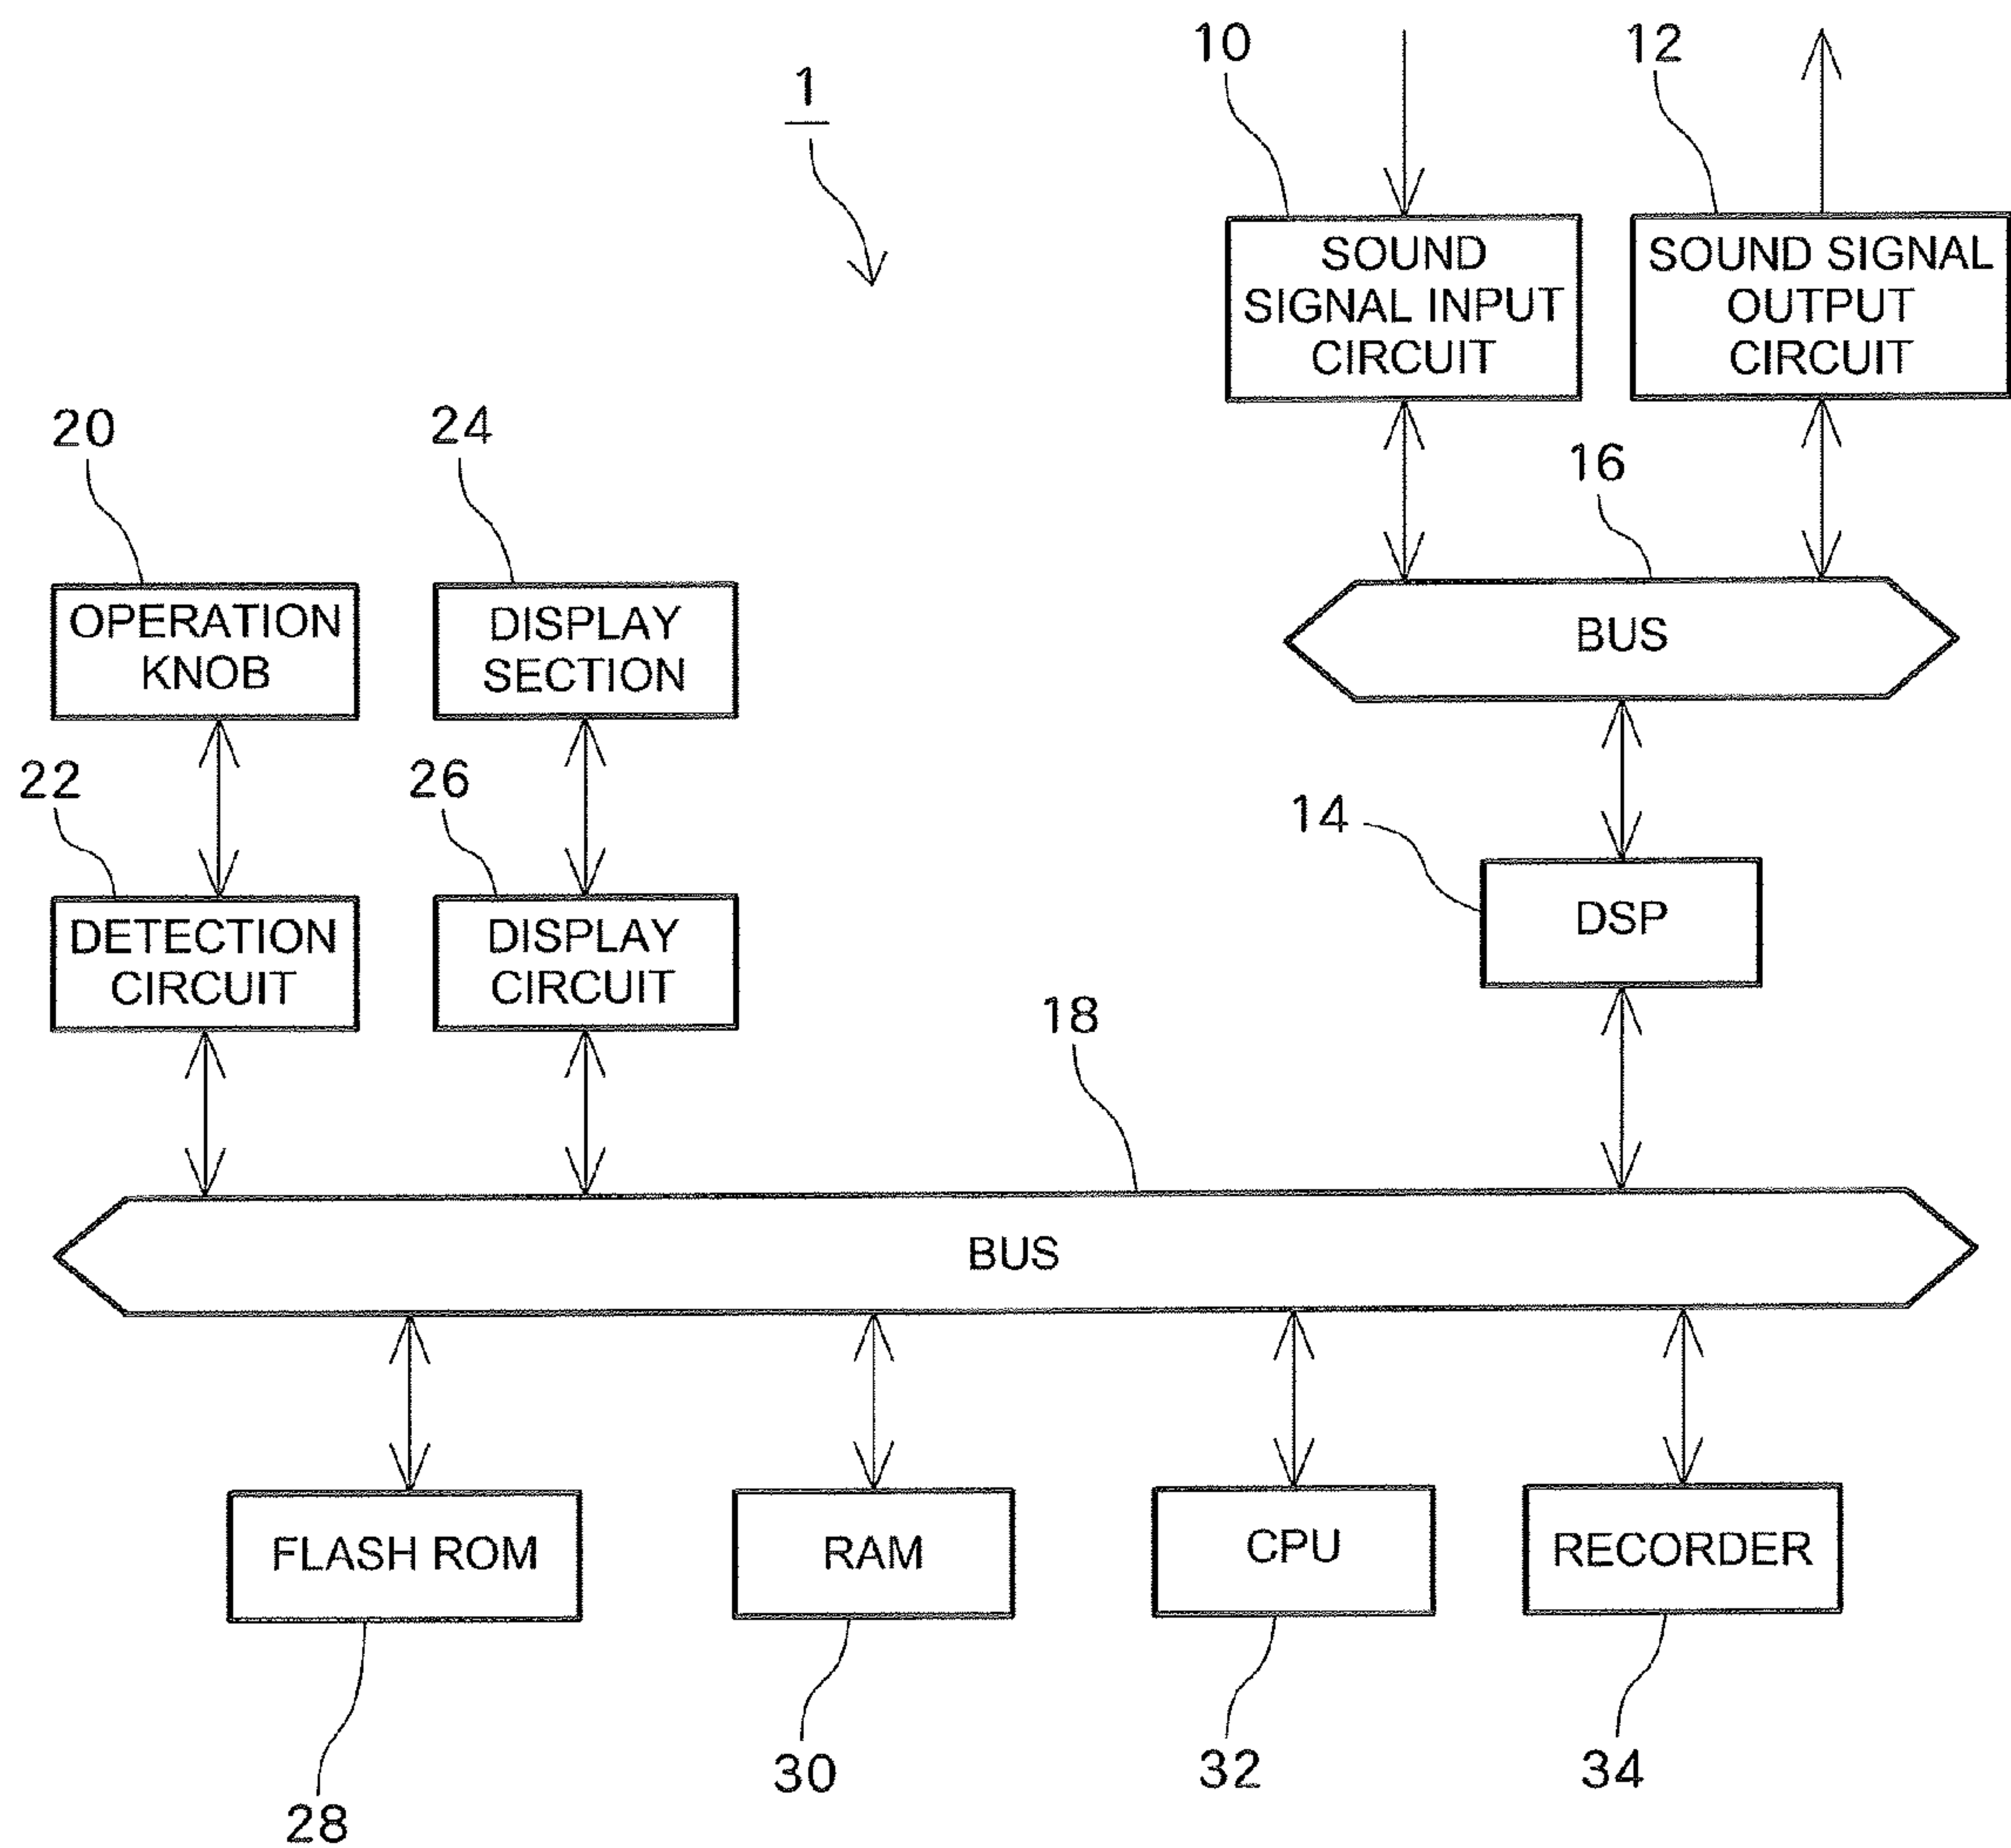 10
12
1
SOUND
SIGNAL INPUT
CIRCUIT
SOUND SIGNAL
OUTPUT
CIRCUIT
20
24
16
OPERATION
KNOB
DISPLAY
SECTION
BUS
22
26
14
DETECTION
CIRCUIT
DISPLAY
CIRCUIT
DSP
18
BUS
FLASH ROM
RAM
CPU
RECORDER
28
30
32
34